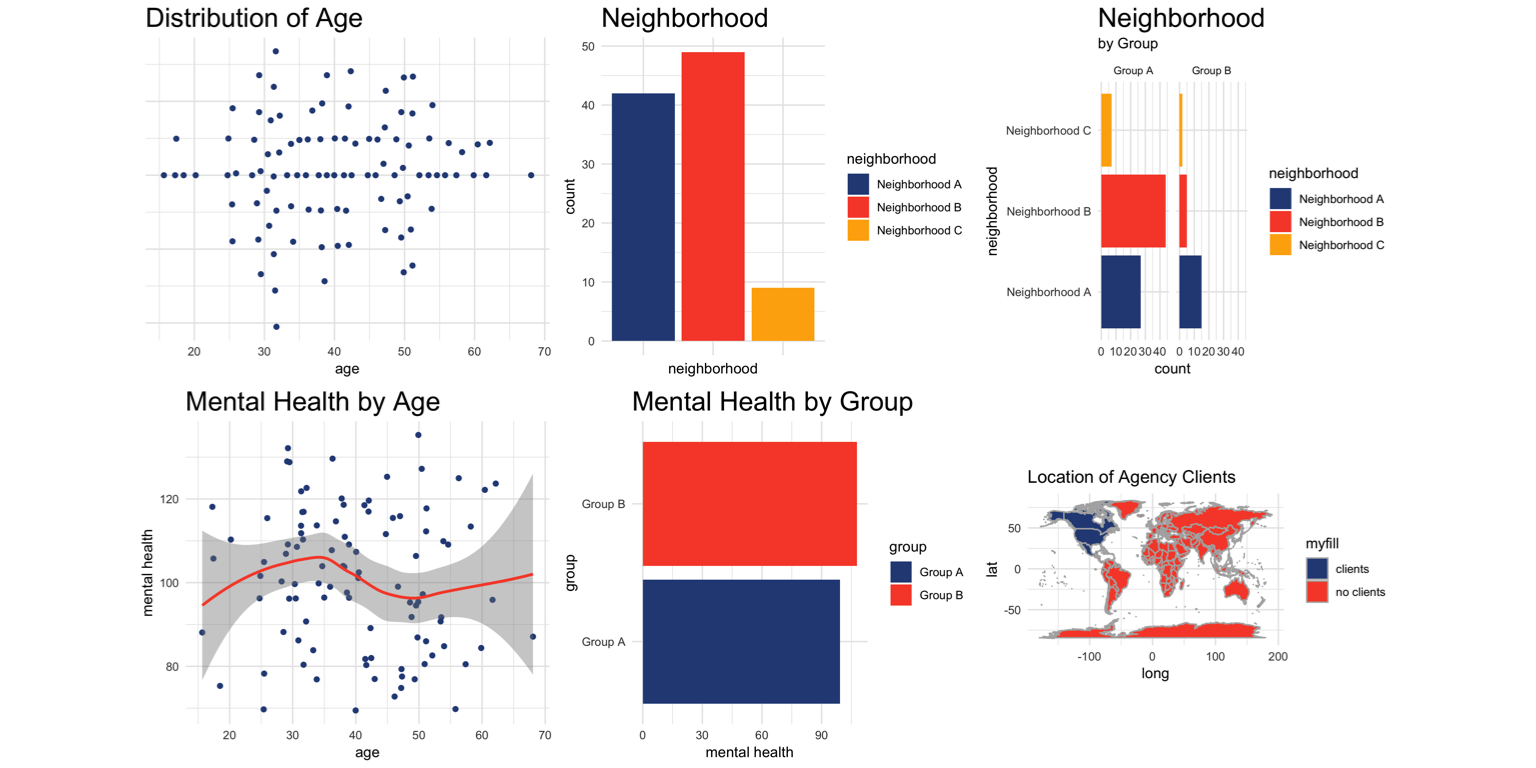 Distribution of Age
20 30 40 50 60 70
age
Neighborhood
50
40
30
20
10
0
count
neighborhood
neighborhood
Neighborhood A
Neighborhood B
Neighborhood C
Neighborhood
by Group
Group A Group B
Neighborhood C
Neighborhood B
Neighborhood A
neighborhood
0 10 20 30 40 0 10 20 30 40
count
neighborhood
Neighborhood A
Neighborhood B
Neighborhood C
Mental Health by Age
120
100
80
mental health
20 30 40 50 60 70
age
Mental Health by Group
Group B
Group A
group
0 30 60 90
mental health
group
Group A
Group B
Location of Agency Clients
50
0
-50
lat
-100 0 100 200
long
myfill
clients
no clients